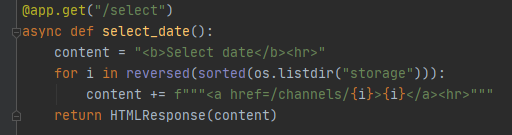 @app.get("/select")
async def select_date():
    content = "<b>Select date</b><hr>"
    for i in reversed(sorted(os.listdir("storage"))):
        content += f"""<a href=/channels/{i}>{i}</a><hr>"""
    return HTMLResponse(content)